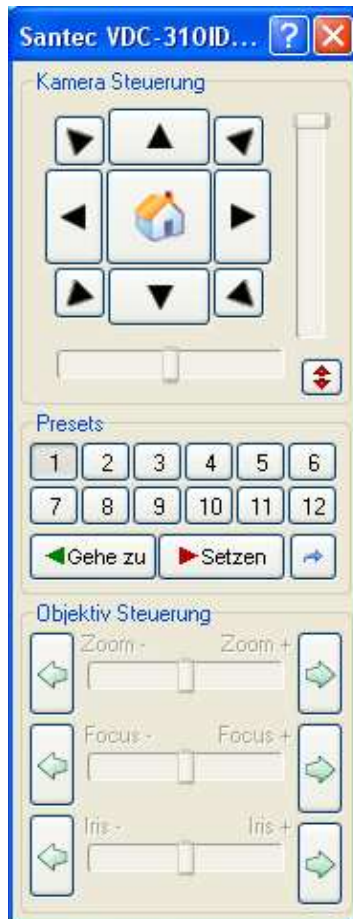 Santec VDC-310ID...
Kamera Steuerung
Presets
1 2 3 4 5 6
7 8 9 10 11 12
Gehe zu Setzen
Objektiv Steuerung
Zoom - Zoom +
Focus - Focus +
Iris - Iris +